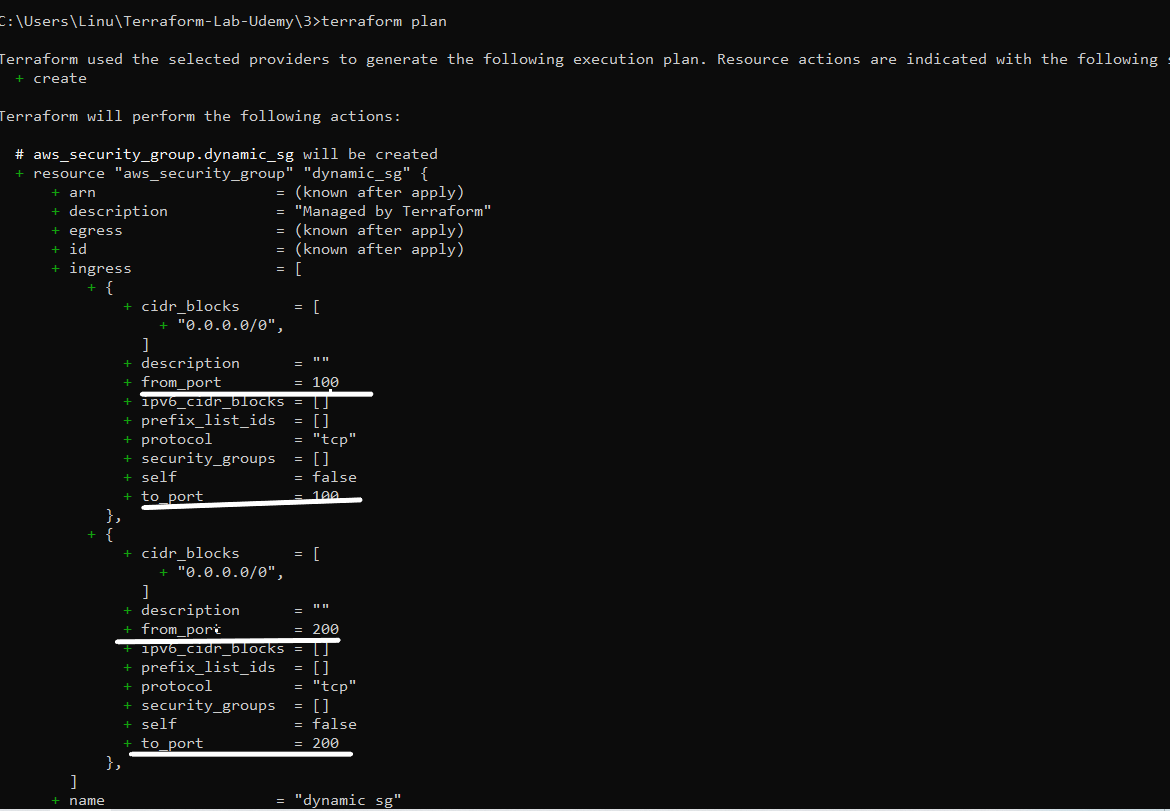 C:\Users\Linu\Terraform-Lab-Udemy\3>terraform plan
Terraform used the selected providers to generate the following execution plan. Resource actions are indicated with the following
+ create
Terraform will perform the following actions:
# aws_security_group.dynamic_sg will be created
+ resource "aws_security_group" "dynamic_sg" {
+ arn = (known after apply)
+ description = "Managed by Terraform"
+ egress = (known after apply)
+ id = (known after apply)
+ ingress = [
+ {
+ cidr_blocks = [
+ "0.0.0.0/0",
]
+ description = ""
+ from_port = 100
+ ipv6_cidr_blocks = []
+ prefix_list_ids = []
+ protocol = "tcp"
+ security_groups = []
+ self = false
+ to_port = 100
},
+ {
+ cidr_blocks = [
+ "0.0.0.0/0",
]
+ description = ""
+ from_port = 200
+ ipv6_cidr_blocks = []
+ prefix_list_ids = []
+ protocol = "tcp"
+ security_groups = []
+ self = false
+ to_port = 200
},
]
+ name = "dynamic sg"